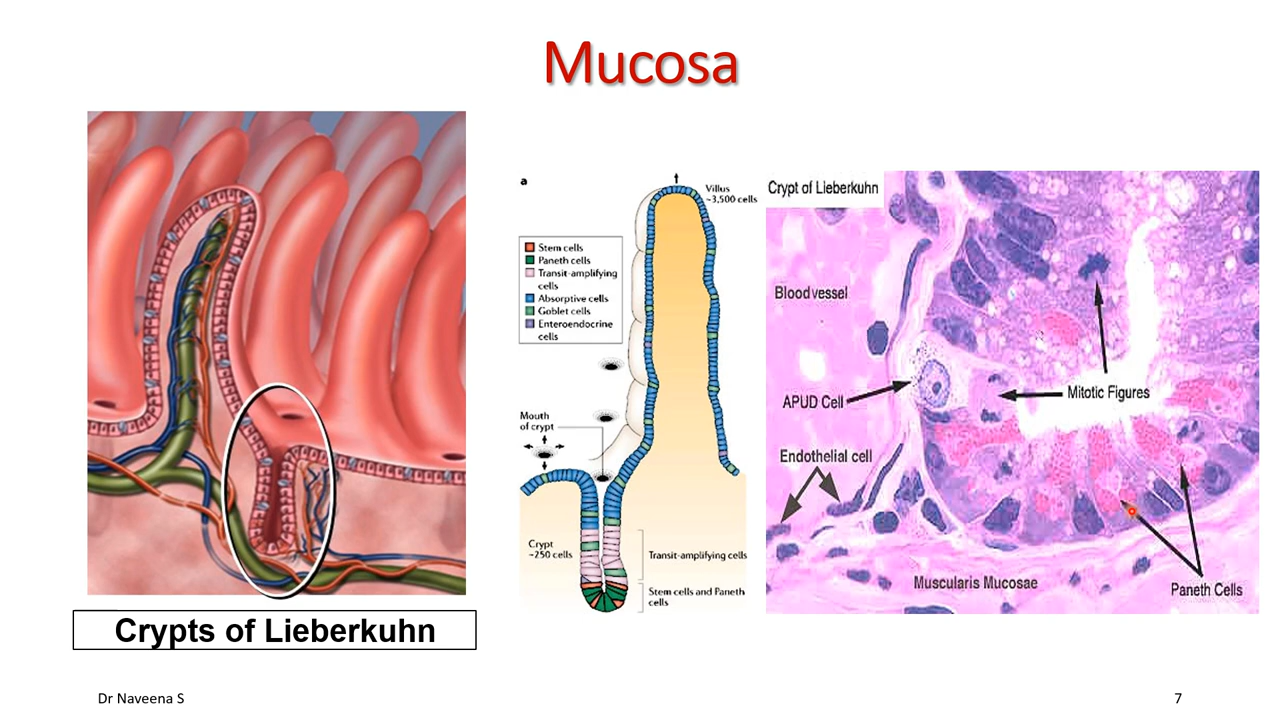 Mucosa
a
Villus
~3,500 cells
Stem cells
Paneth cells
Transit-amplifying
cells
Absorptive cells
Goblet cells
Enteroendocrine
cells
Mouth
of crypt
Crypt
~250 cells
Transit-amplifying cells
Stem cells and Paneth
cells
Crypt of Lieberkuhn
Blood vessel
APUD Cell
Mitotic Figures
Endothelial cell
Muscularis Mucosae
Paneth Cells
Crypts of Lieberkuhn
Dr Naveena S
7